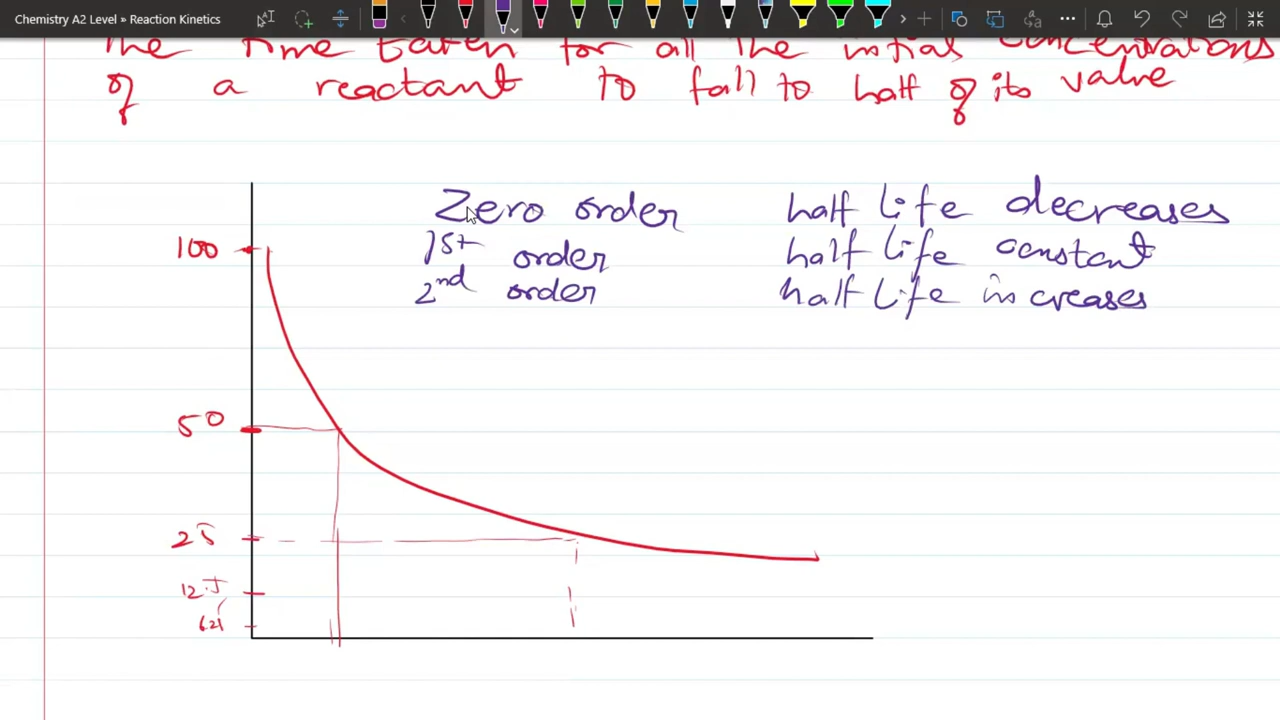 Chemistry A2 Level » Reaction Kinetics
The time taken for all the initial concentrations
of a reactant to fall to half of its value
Zero order half life decreases
1st order half life constant
2nd order half life increases
100
50
25
12.5